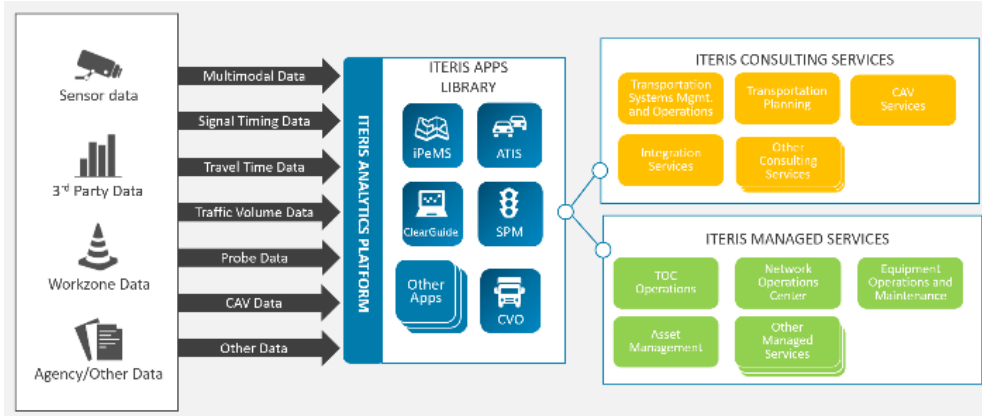 Sensor data
3rd Party Data
Workzone Data
Agency/Other Data
Multimodal Data
Signal Timing Data
Travel Time Data
Traffic Volume Data
Probe Data
CAV Data
Other Data
ITERIS ANALYTICS PLATFORM
ITERIS APPS
LIBRARY
iPeMS
ATIS
ClearGuide
SPM
Other
Apps
CVO
ITERIS CONSULTING SERVICES
Transportation
Systems Mgmt.
and Operations
Transportation
Planning
CAV
Services
Integration
Services
Other
Consulting
Services
ITERIS MANAGED SERVICES
TOC
Operations
Network
Operations
Center
Equipment
Operations and
Maintenance
Asset
Management
Other
Managed
Services